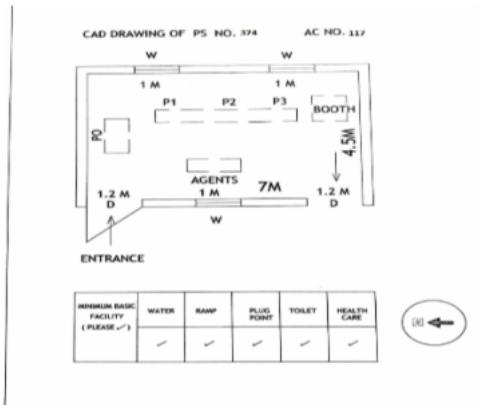 CAD DRAWING OF PS NO. 374 AC NO. 117
W W
1 M 1 M
P1 P2 P3 BOOTH
PO
4.5M
AGENTS
1.2 M 1 M 7M 1.2 M
D D
W
ENTRANCE
MINIMUM BASIC FACILITY ( PLEASE ✓ ) WATER RAMP PLUG POINT TOILET HEALTH CARE
✓ ✓ ✓ ✓ ✓